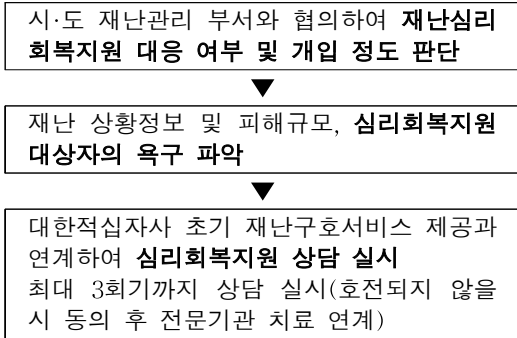 시·도 재난관리 부서와 협의하여 재난심리
회복지원 대응 여부 및 개입 정도 판단
▼
재난 상황정보 및 피해규모, 심리회복지원
대상자의 욕구 파악
▼
대한적십자사 초기 재난구호서비스 제공과
연계하여 심리회복지원 상담 실시
최대 3회기까지 상담 실시(호전되지 않을
시 동의 후 전문기관 치료 연계)